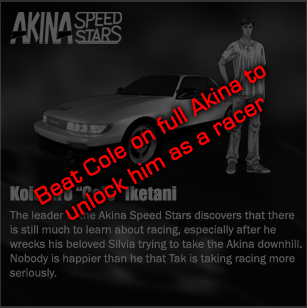 AKINA SPEED
STARS
Beat Cole on full Akina to
unlock him as a racer
Iketani
The leader the Akina Speed Stars discovers that there
is still much to learn about racing, especially after he
wrecks his beloved Silvia trying to take the Akina downhill.
Nobody is happier than he that Tak is taking racing more
seriously.